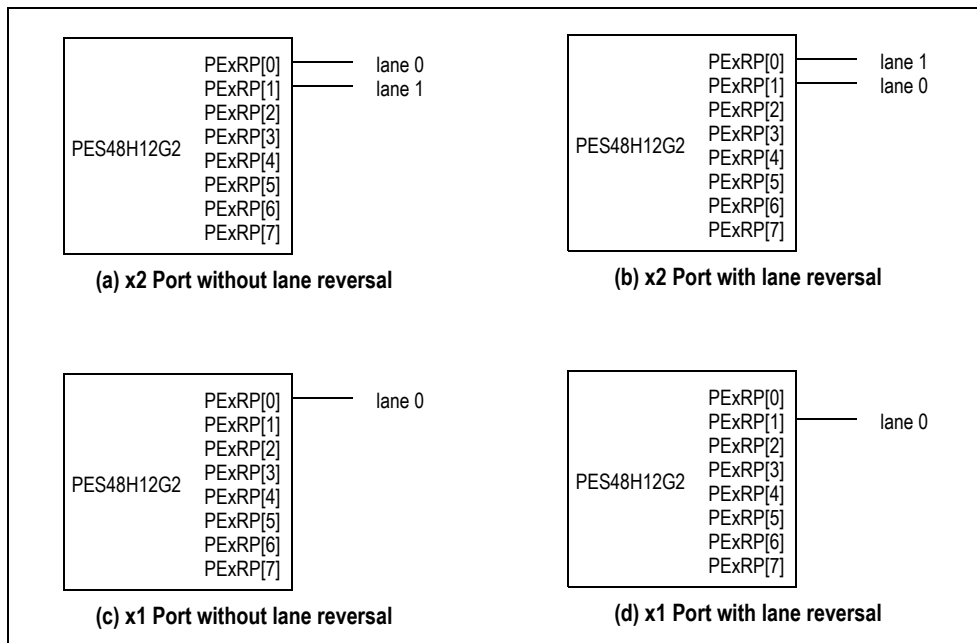 PExRP[0] lane 0
PExRP[1] lane 1
PExRP[2]
PExRP[3]
PES48H12G2
PExRP[4]
PExRP[5]
PExRP[6]
PExRP[7]
(a) x2 Port without lane reversal
PExRP[0] lane 1
PExRP[1] lane 0
PExRP[2]
PExRP[3]
PES48H12G2
PExRP[4]
PExRP[5]
PExRP[6]
PExRP[7]
(b) x2 Port with lane reversal
PExRP[0] lane 0
PExRP[1]
PExRP[2]
PExRP[3]
PES48H12G2
PExRP[4]
PExRP[5]
PExRP[6]
PExRP[7]
(c) x1 Port without lane reversal
PExRP[0]
PExRP[1] lane 0
PExRP[2]
PExRP[3]
PES48H12G2
PExRP[4]
PExRP[5]
PExRP[6]
PExRP[7]
(d) x1 Port with lane reversal